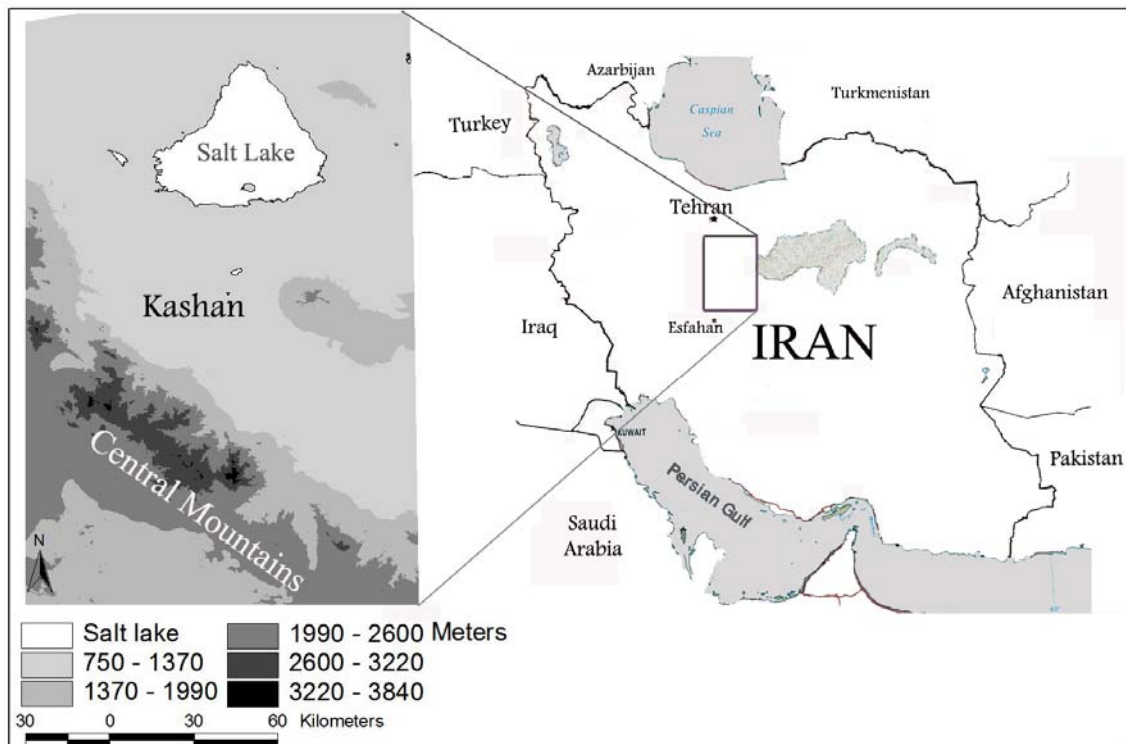 Salt Lake
Kashan
Central Mountains
N
Azarbijan
Turkmenistan
Turkey
Caspian
Sea
Tehran
Afghanistan
Iraq
Esfahan
IRAN
KUWAIT
Pakistan
Persian Gulf
Saudi
Arabia
Salt lake
750 - 1370
1370 - 1990
1990 - 2600 Meters
2600 - 3220
3220 - 3840
30 0 30 60 Kilometers